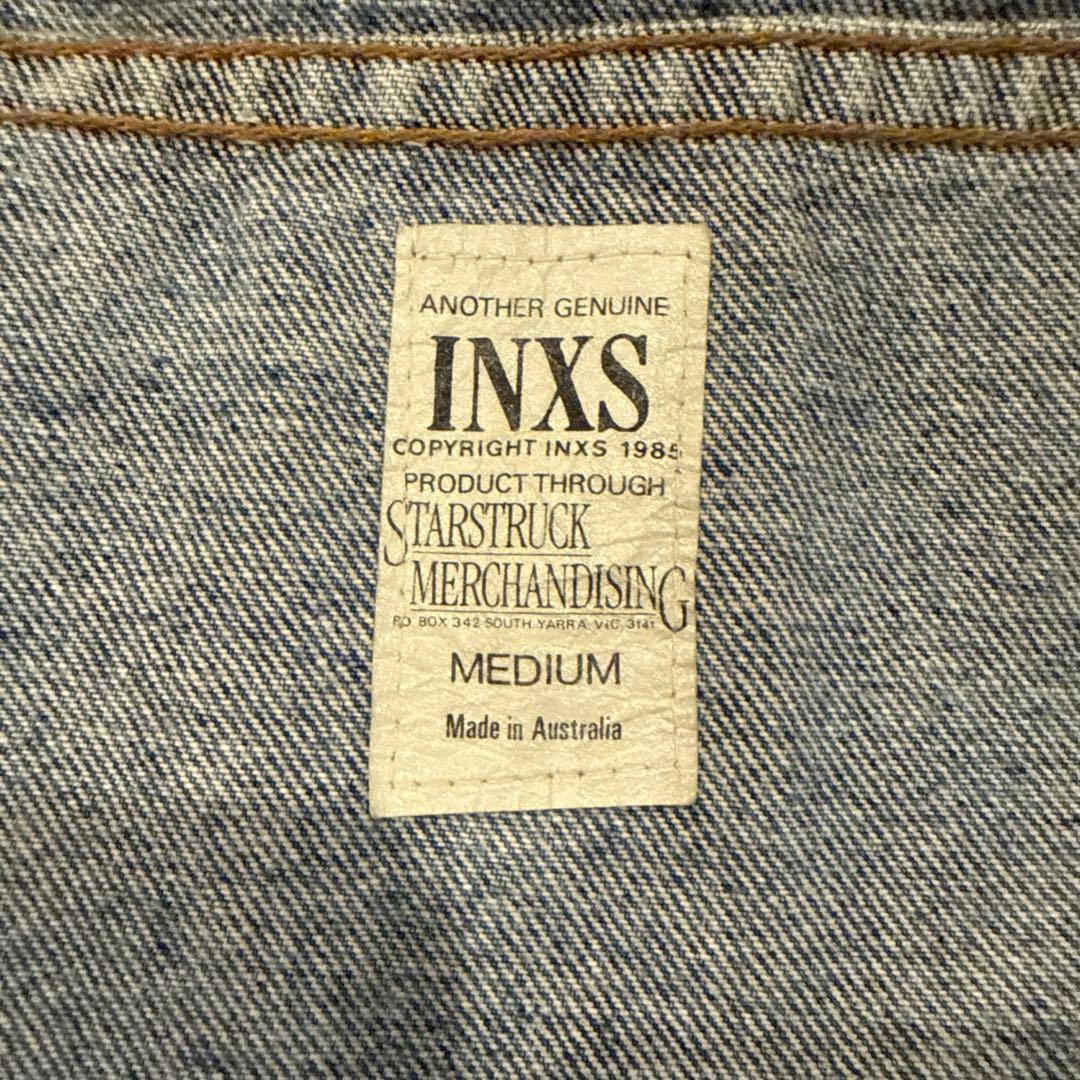 ANOTHER GENUINE
INXS
COPYRIGHT INXS 1985
PRODUCT THROUGH
STARSTRUCK
MERCHANDISING
P.O. BOX 342 SOUTH YARRA, VIC. 3141
MEDIUM
Made in Australia